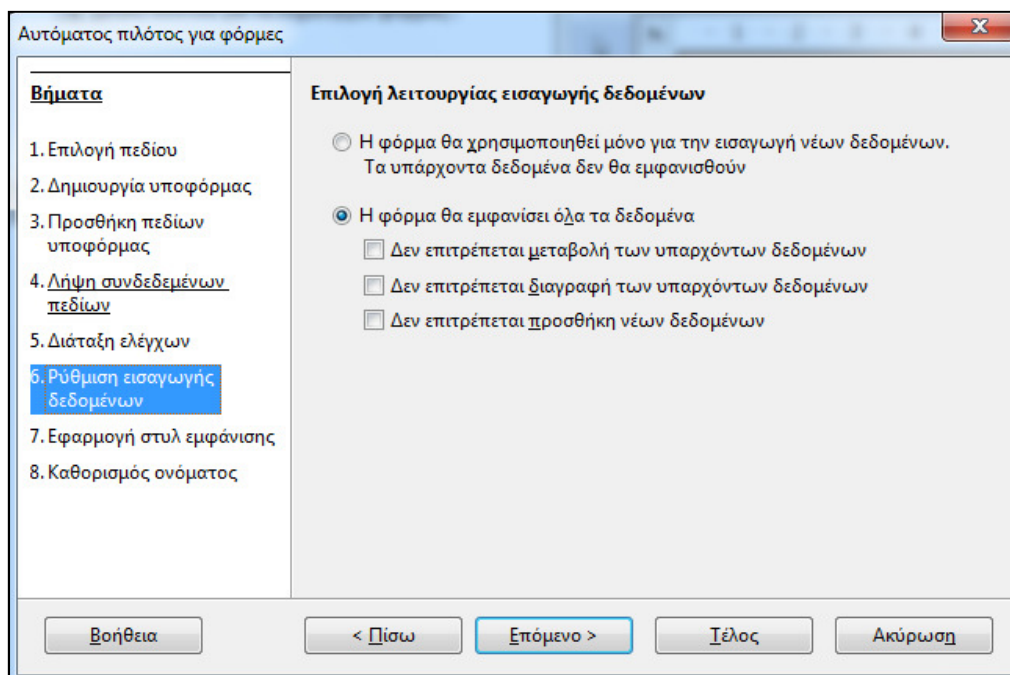 Αυτόματος πιλότος για φόρμες
x
Βήματα
1. Επιλογή πεδίου
2. Δημιουργία υποφόρμας
3. Προσθήκη πεδίων
υποφόρμας
4. Λήψη συνδεδεμένων
πεδίων
5. Διάταξη ελέγχων
6. Ρύθμιση εισαγωγής
δεδομένων
7. Εφαρμογή στυλ εμφάνισης
8. Καθορισμός ονόματος
Επιλογή λειτουργίας εισαγωγής δεδομένων
Η φόρμα θα χρησιμοποιηθεί μόνο για την εισαγωγή νέων δεδομένων.
Τα υπάρχοντα δεδομένα δεν θα εμφανισθούν
Η φόρμα θα εμφανίσει όλα τα δεδομένα
Δεν επιτρέπεται μεταβολή των υπαρχόντων δεδομένων
Δεν επιτρέπεται διαγραφή των υπαρχόντων δεδομένων
Δεν επιτρέπεται προσθήκη νέων δεδομένων
Βοήθεια
< Πίσω
Επόμενο >
Τέλος
Ακύρωση